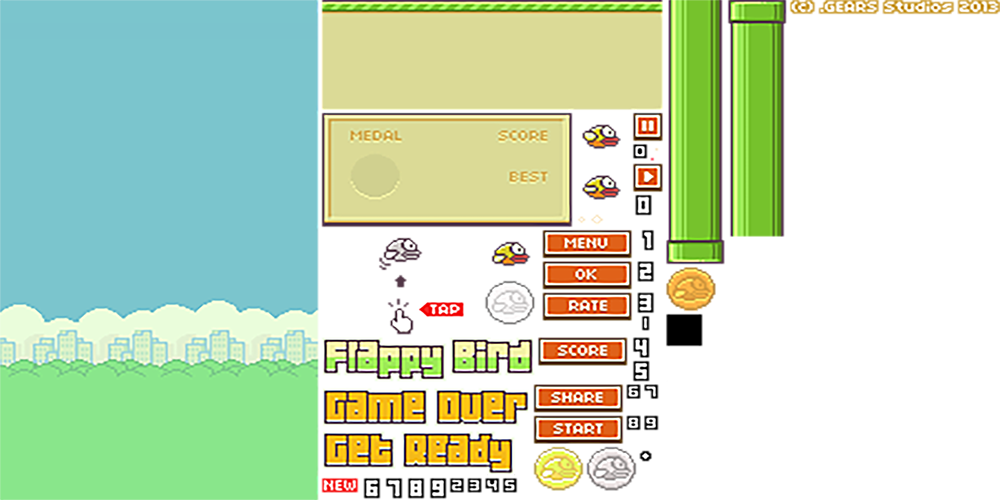 (c) .GEARS Studios 2013
MEDAL SCORE
BEST
0
0
MENU 1
OK 2
RATE 3
TAP
1
Flappy Bird
SCORE 4
5
Game Over
SHARE 6 7
START 8 9
Get Ready
0
NEW 6 7 8 9 2 3 4 5